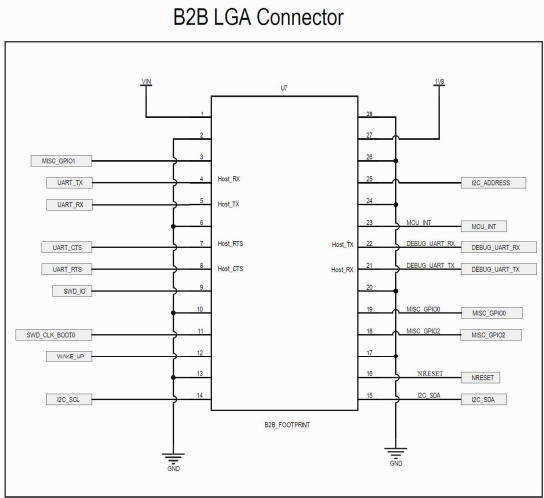 B2B LGA Connector
VIN
1V8
U7
1
28
2
27
MISC_GPIO1
3
26
UART_TX
4
Host_RX
25
I2C_ADDRESS
UART_RX
5
Host_TX
24
6
23
MCU_INT
MCU_INT
UART_CTS
7
Host_RTS
Host_TX
22
DEBUG_UART_RX
DEBUG_UART_RX
UART_RTS
8
Host_CTS
Host_RX
21
DEBUG_UART_TX
DEBUG_UART_TX
SWD_IO
9
20
10
19
MISC_GPIO0
MISC_GPIO0
SWD_CLK_BOOT0
11
18
MISC_GPIO2
MISC_GPIO2
WAKE_UP
12
17
13
16
NRESET
NRESET
I2C_SCL
14
15
I2C_SDA
I2C_SDA
B2B_FOOTPRINT
GND
GND